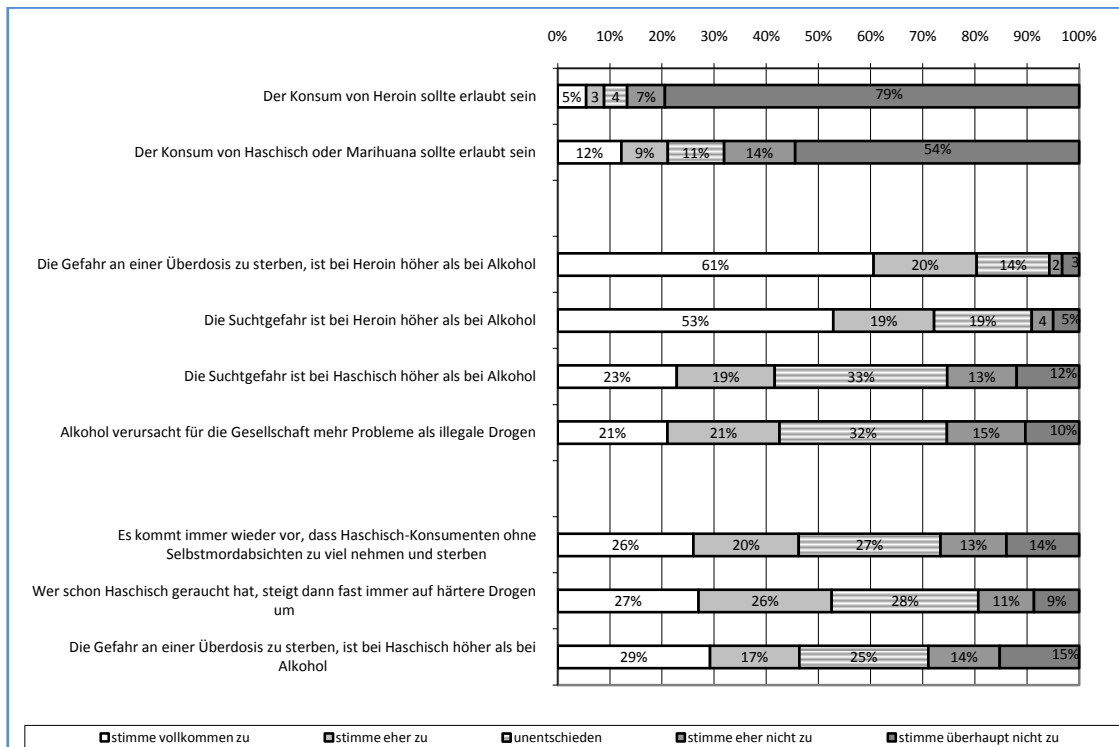 0% 10% 20% 30% 40% 50% 60% 70% 80% 90% 100%
Der Konsum von Heroin sollte erlaubt sein
5% 3 4 7% 79%
Der Konsum von Haschisch oder Marihuana sollte erlaubt sein
12% 9% 11% 14% 54%
Die Gefahr an einer Überdosis zu sterben, ist bei Heroin höher als bei Alkohol
61% 20% 14% 2 3
Die Suchtgefahr ist bei Heroin höher als bei Alkohol
53% 19% 19% 4 5%
Die Suchtgefahr ist bei Haschisch höher als bei Alkohol
23% 19% 33% 13% 12%
Alkohol verursacht für die Gesellschaft mehr Probleme als illegale Drogen
21% 21% 32% 15% 10%
Es kommt immer wieder vor, dass Haschisch-Konsumenten ohne
Selbstmordabsichten zu viel nehmen und sterben
26% 20% 27% 13% 14%
Wer schon Haschisch geraucht hat, steigt dann fast immer auf härtere Drogen
um
27% 26% 28% 11% 9%
Die Gefahr an einer Überdosis zu sterben, ist bei Haschisch höher als bei
Alkohol
29% 17% 25% 14% 15%
stimme vollkommen zu stimme eher zu unentschieden stimme eher nicht zu stimme überhaupt nicht zu